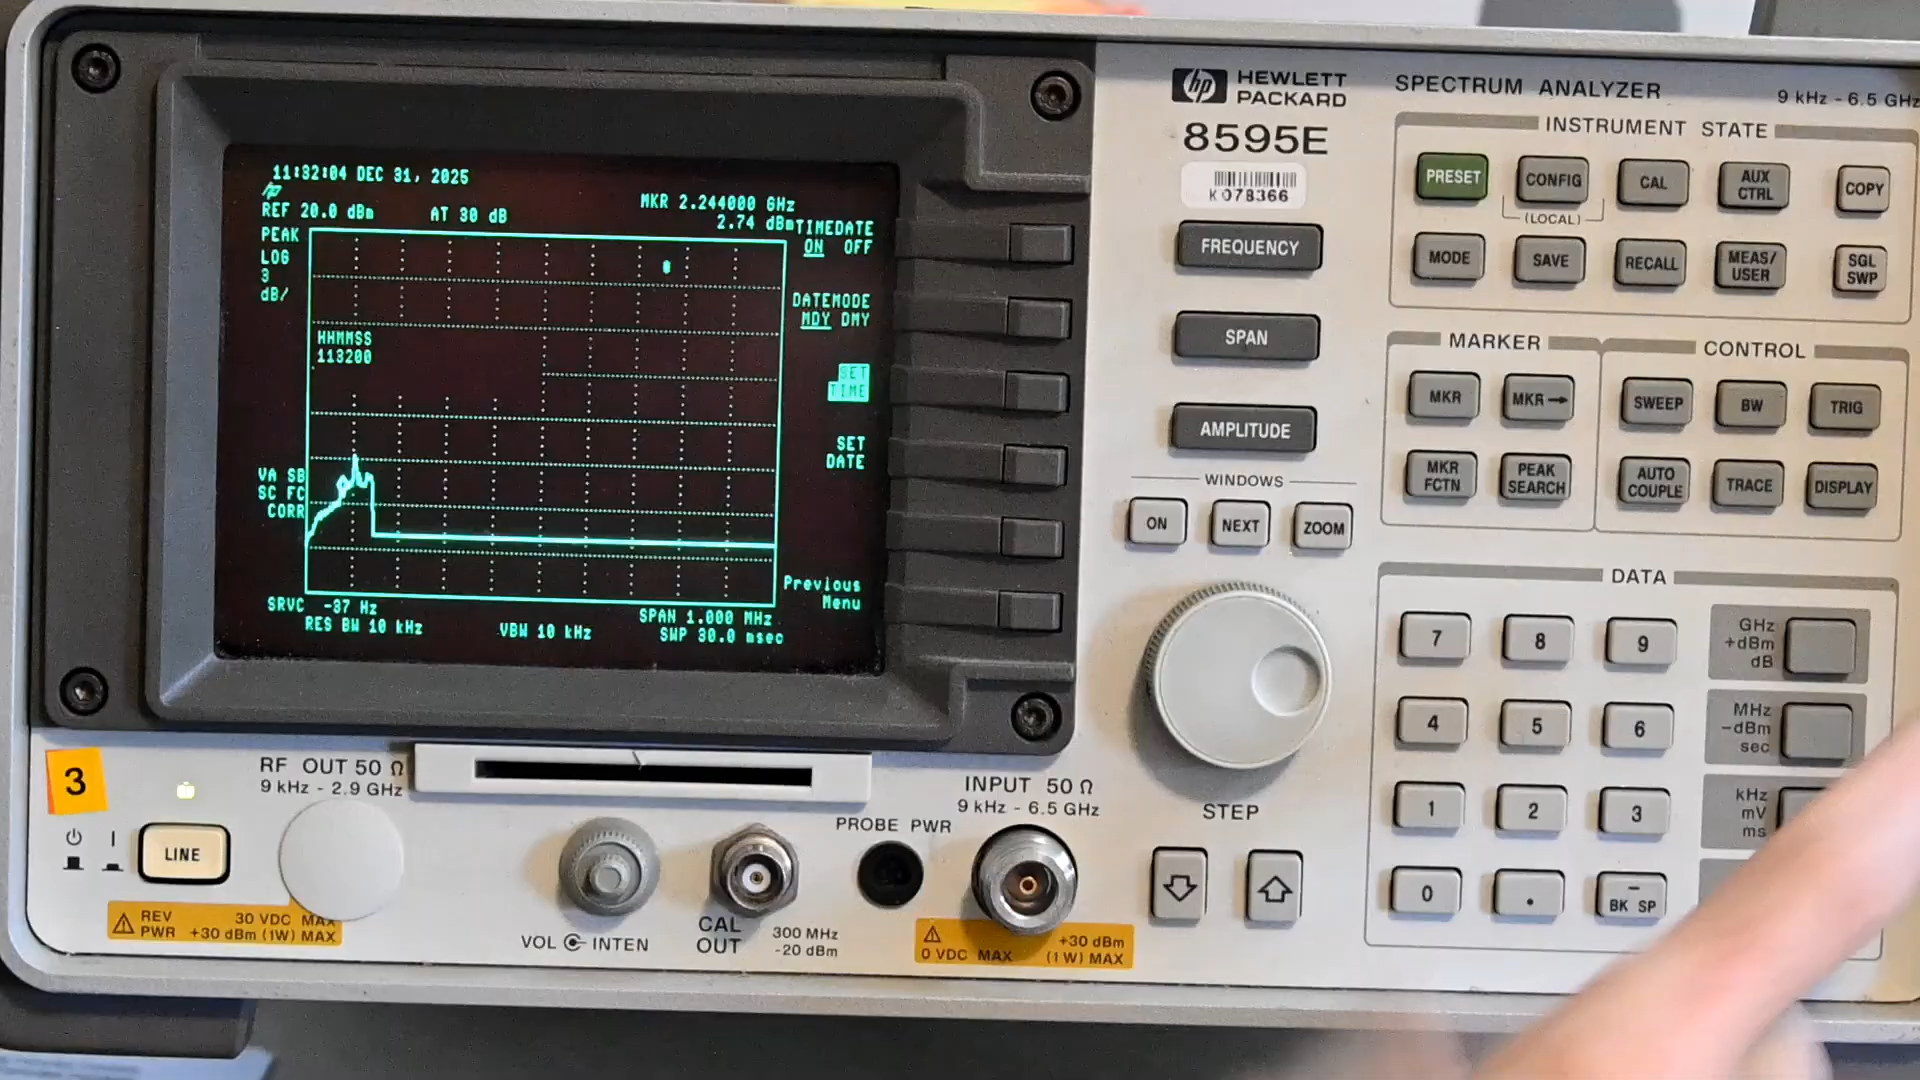 11:32:04 DEC 31, 2025
hp
REF 20.0 dBm AT 30 dB
MKR 2.244000 GHz
2.74 dBm
PEAK
LOG
3
dB/
HHMMSS
113200
VA SB
SC FC
CORR
SRVC -37 Hz
RES BW 10 kHz
VBW 10 kHz
SPAN 1.000 MHz
SWP 30.0 msec
TIMEDATE
ON OFF
DATEMODE
MDY DMY
SET
TIME
SET
DATE
Previous
Menu
hp HEWLETT
PACKARD
8595E
K078366
SPECTRUM ANALYZER
9 kHz - 6.5 GHz
FREQUENCY
SPAN
AMPLITUDE
WINDOWS
ON NEXT ZOOM
INSTRUMENT STATE
PRESET CONFIG CAL AUX
CTRL COPY
(LOCAL)
MODE SAVE RECALL MEAS/
USER SGL
SWP
MARKER
MKR MKR→
MKR
FCTN PEAK
SEARCH
CONTROL
SWEEP BW TRIG
AUTO
COUPLE TRACE DISPLAY
DATA
7 8 9
GHz
+dBm
dB
4 5 6
MHz
-dBm
sec
1 2 3
kHz
mV
ms
0 . −
BK SP
STEP
3
LINE
RF OUT 50 Ω
9 kHz - 2.9 GHz
REV
PWR
30 VDC MAX
+30 dBm (1W) MAX
VOL INTEN
CAL
OUT
300 MHz
-20 dBm
PROBE PWR
INPUT 50 Ω
9 kHz - 6.5 GHz
+30 dBm
0 VDC MAX (1W) MAX